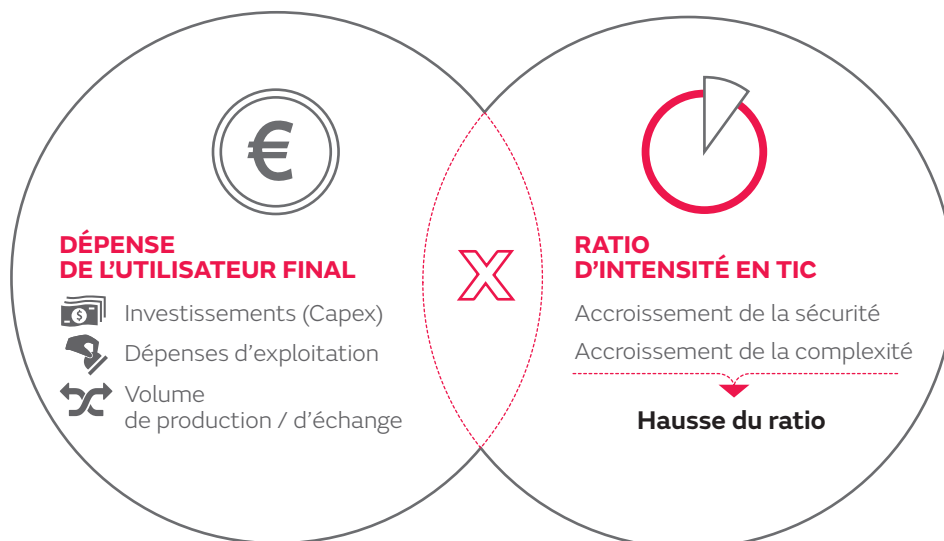 €
DÉPENSE
DE L'UTILISATEUR FINAL
$ Investissements (Capex)
Dépenses d'exploitation
Volume
de production / d'échange
X
RATIO
D'INTENSITÉ EN TIC
Accroissement de la sécurité
Accroissement de la complexité
Hausse du ratio